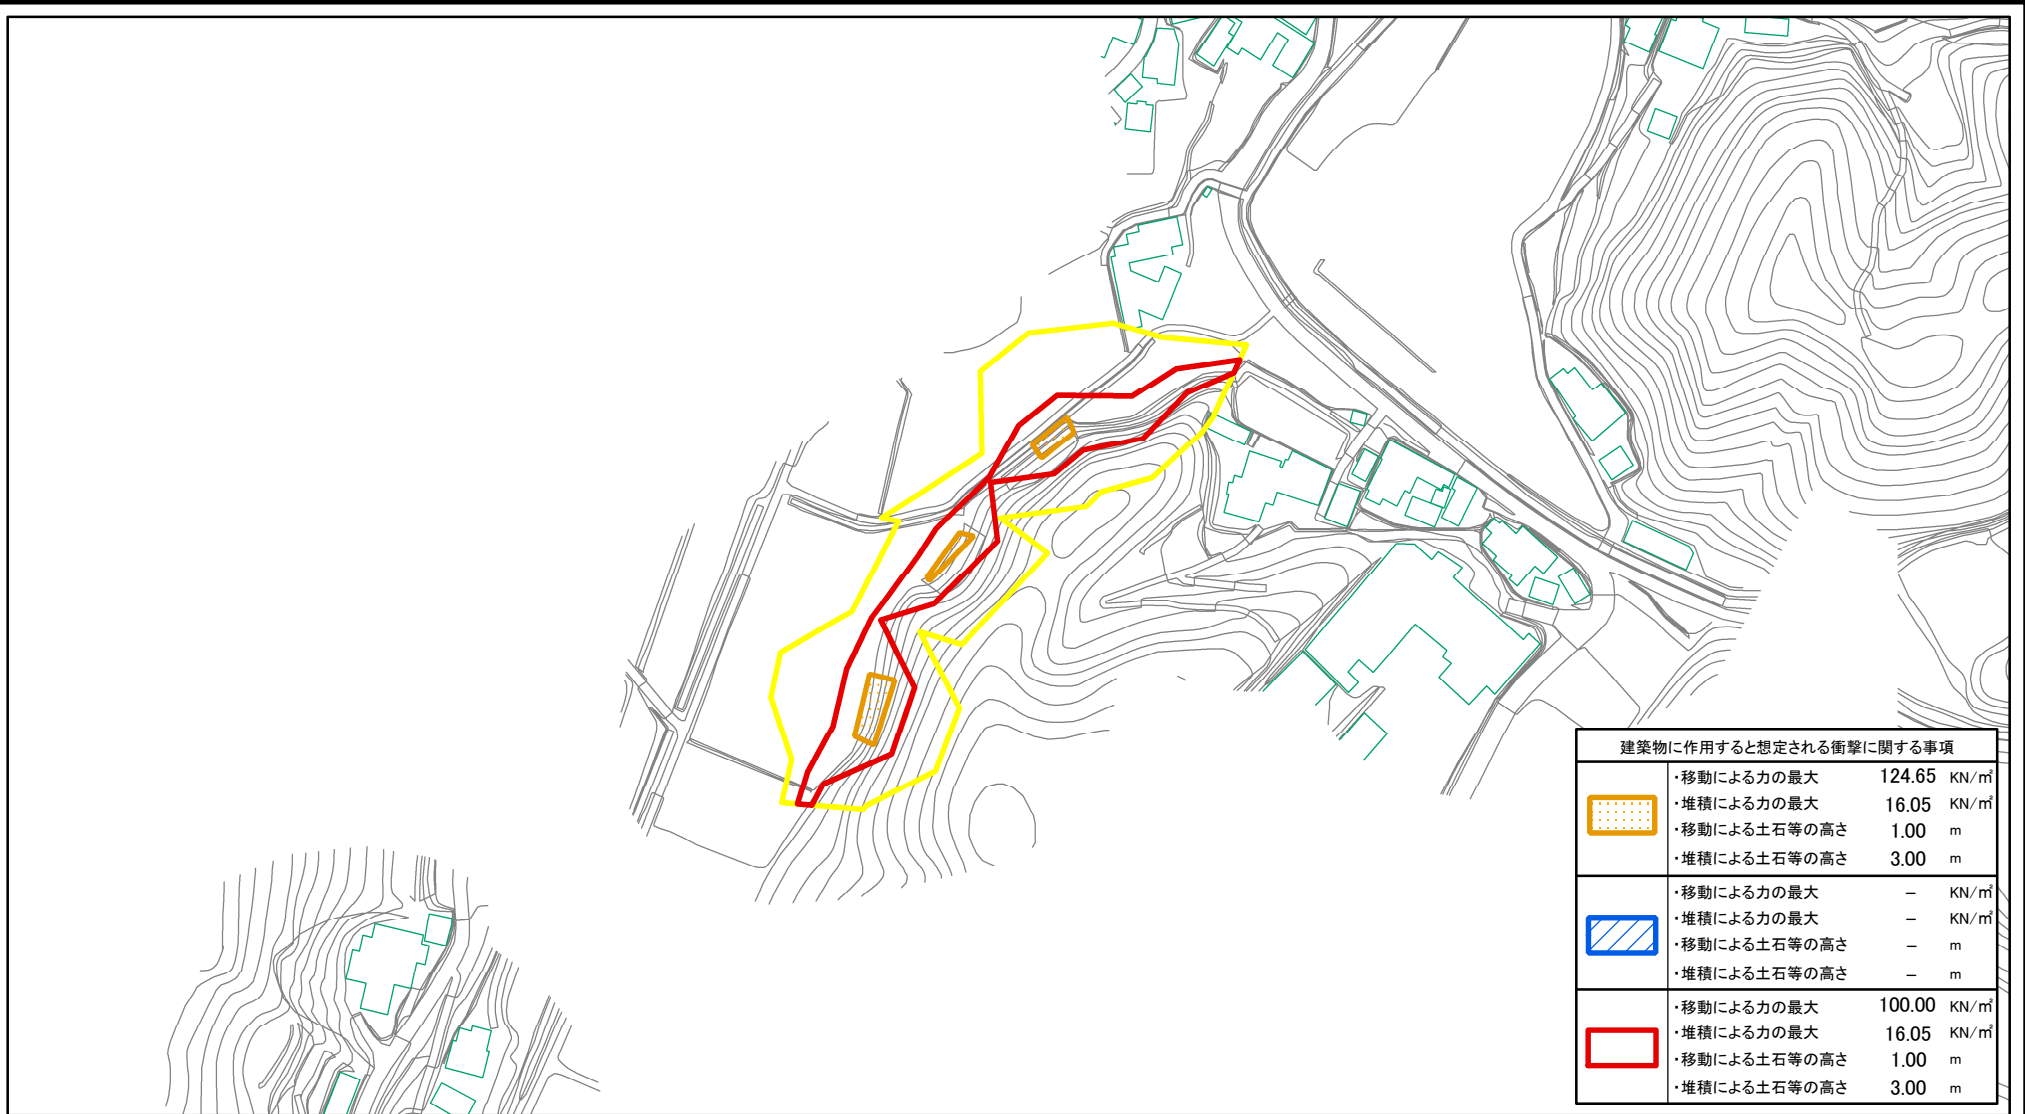 建築物に作用すると想定される衝撃に関する事項
・移動による力の最大 124.65 KN/㎡
・堆積による力の最大 16.05 KN/㎡
・移動による土石等の高さ 1.00 m
・堆積による土石等の高さ 3.00 m
・移動による力の最大 － KN/㎡
・堆積による力の最大 － KN/㎡
・移動による土石等の高さ － m
・堆積による土石等の高さ － m
・移動による力の最大 100.00 KN/㎡
・堆積による力の最大 16.05 KN/㎡
・移動による土石等の高さ 1.00 m
・堆積による土石等の高さ 3.00 m